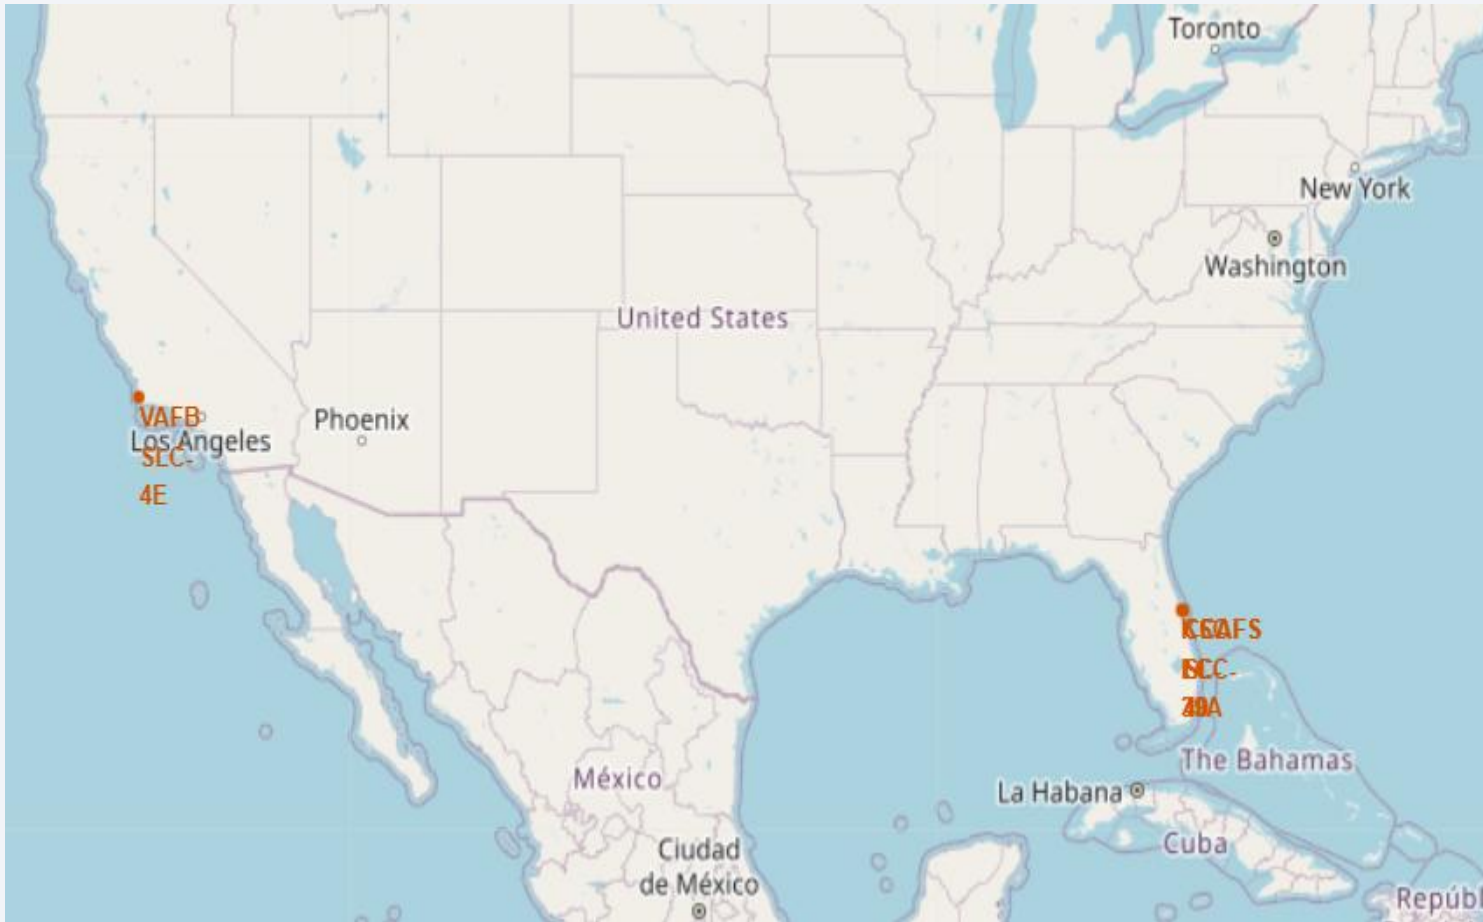 Toronto
New York
Washington
United States
VAFB
SLC-
4E
Los Angeles
Phoenix
The Bahamas
México
La Habana
Cuba
Ciudad
de México
Repúbl